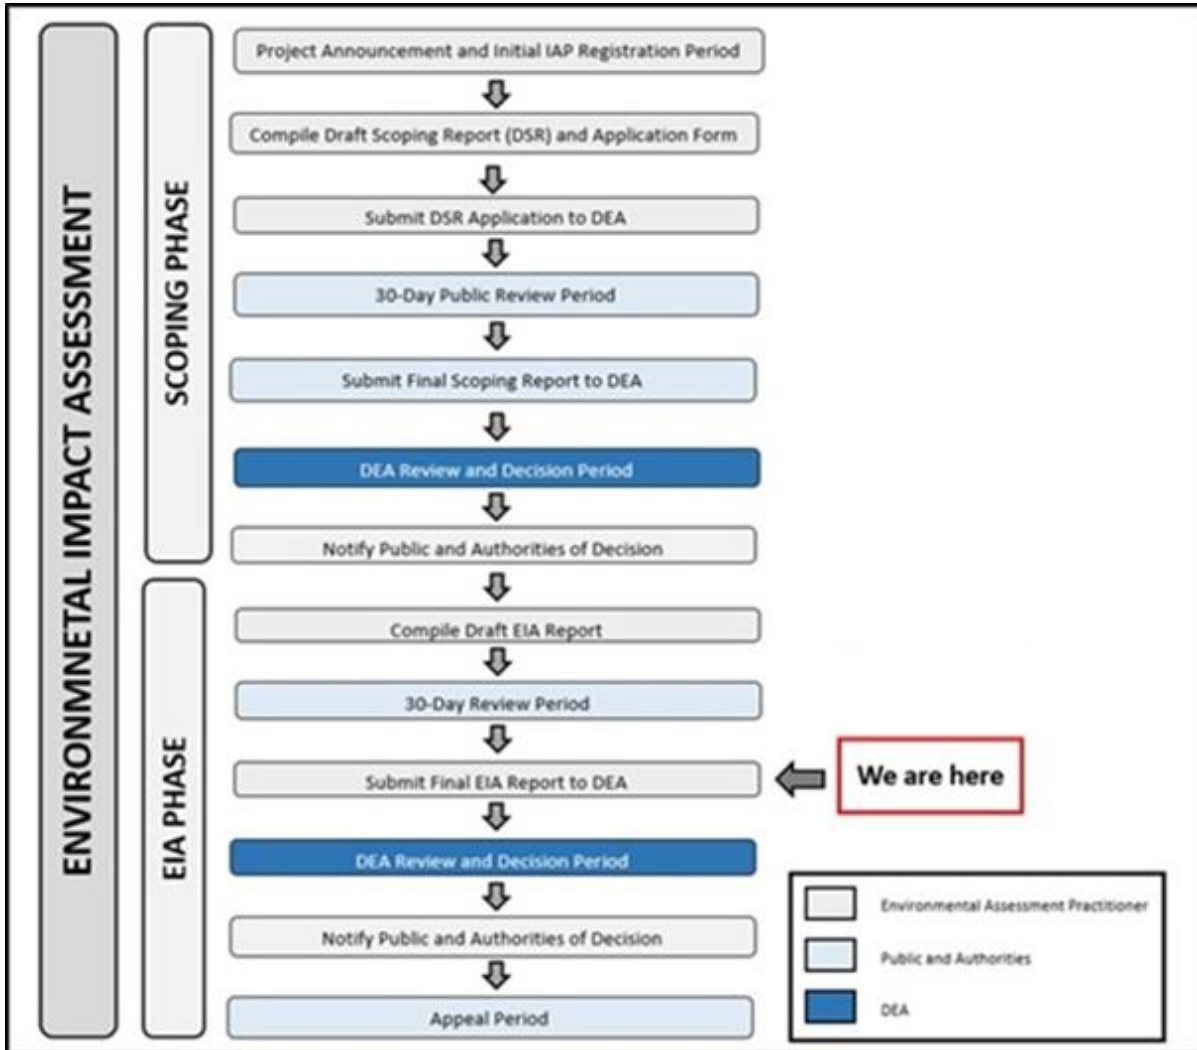 ENVIRONMNETAL IMPACT ASSESSMENT
SCOPING PHASE
Project Announcement and Initial IAP Registration Period
Compile Draft Scoping Report (DSR) and Application Form
Submit DSR Application to DEA
30-Day Public Review Period
Submit Final Scoping Report to DEA
DEA Review and Decision Period
Notify Public and Authorities of Decision
EIA PHASE
Compile Draft EIA Report
30-Day Review Period
Submit Final EIA Report to DEA
We are here
DEA Review and Decision Period
Notify Public and Authorities of Decision
Appeal Period
Environmental Assessment Practitioner
Public and Authorities
DEA